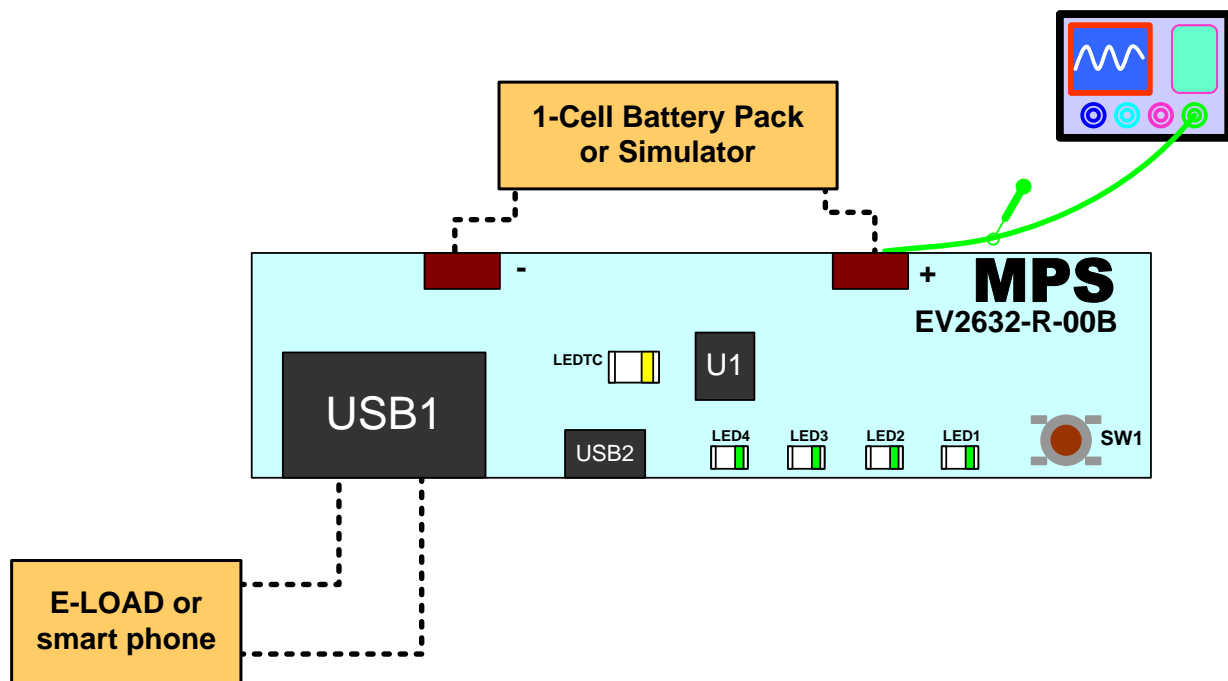 1-Cell Battery Pack
or Simulator
-
+
MPS
EV2632-R-00B
LEDTC
U1
USB1
USB2
LED4
LED3
LED2
LED1
SW1
E-LOAD or
smart phone